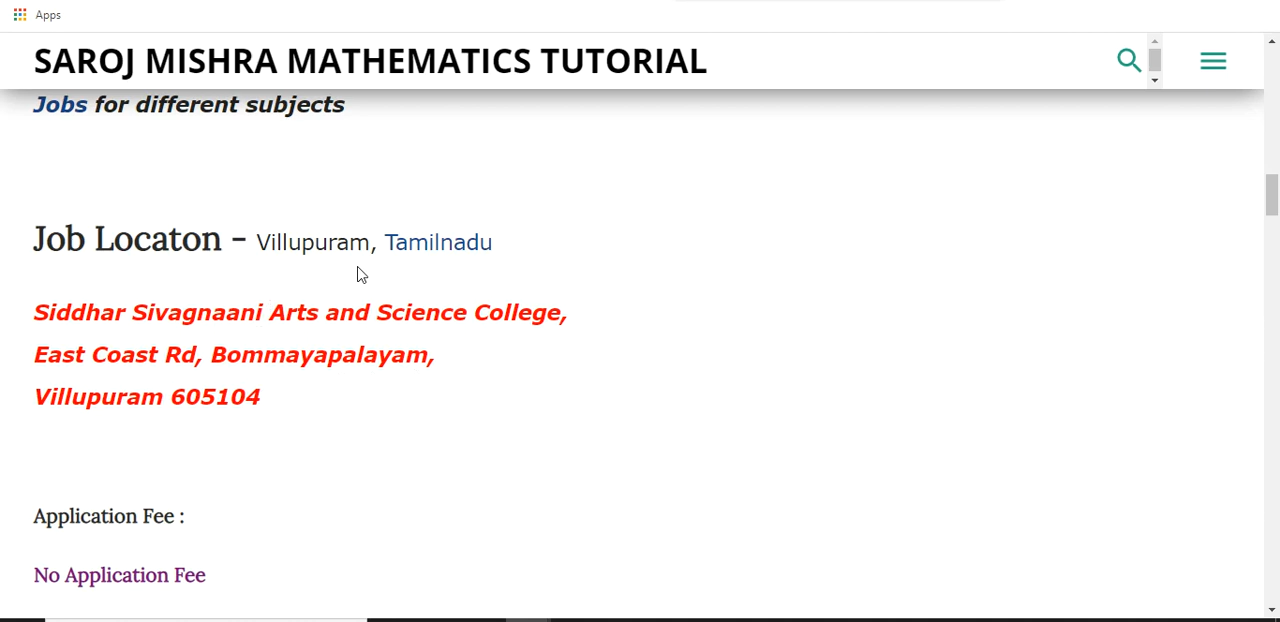 Apps
SAROJ MISHRA MATHEMATICS TUTORIAL
Jobs for different subjects
Job Locaton - Villupuram, Tamilnadu
Siddhar Sivagnaani Arts and Science College,
East Coast Rd, Bommayapalayam,
Villupuram 605104
Application Fee :
No Application Fee